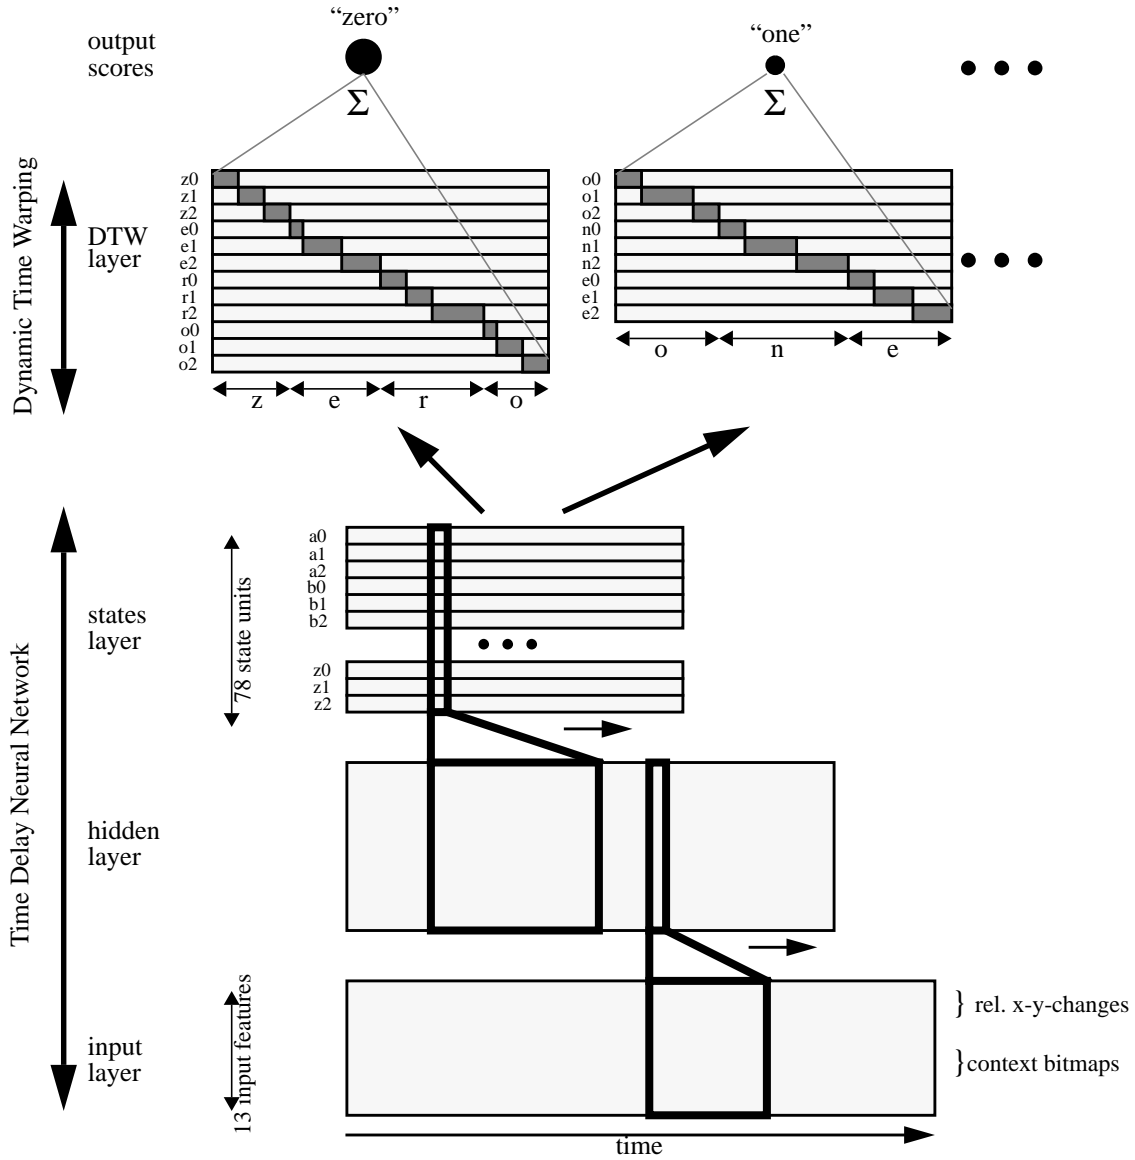 “zero”
“one”
output
scores
Σ
Σ
Dynamic Time Warping
DTW
layer
z0
z1
z2
e0
e1
e2
r0
r1
r2
o0
o1
o2
z e r o
o0
o1
o2
n0
n1
n2
e0
e1
e2
o n e
Time Delay Neural Network
states
layer
78 state units
a0
a1
a2
b0
b1
b2
z0
z1
z2
hidden
layer
input
layer
13 input features
} rel. x-y-changes
}context bitmaps
time